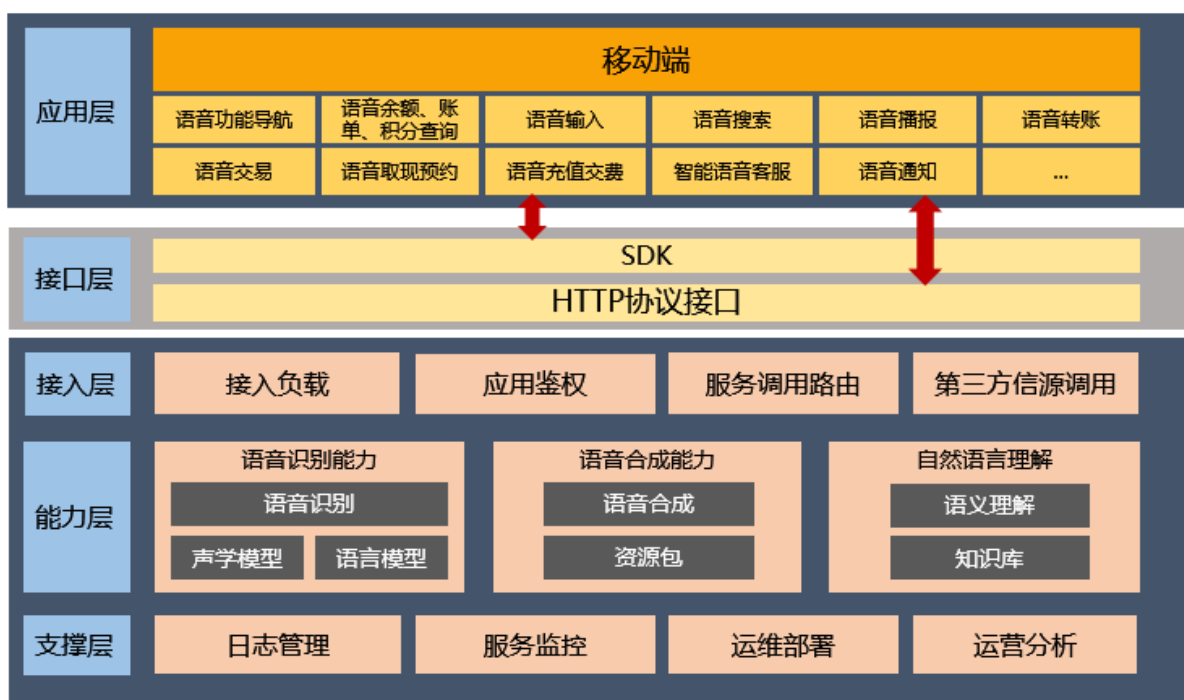 移动端
应用层
语音功能导航
语音余额、账
单、积分查询
语音输入
语音搜索
语音播报
语音转账
语音交易
语音取现预约
语音充值交费
智能语音客服
语音通知
...
接口层
SDK
HTTP协议接口
接入层
接入负载
应用鉴权
服务调用路由
第三方信源调用
能力层
语音识别能力
语音识别
声学模型
语言模型
语音合成能力
语音合成
资源包
自然语言理解
语义理解
知识库
支撑层
日志管理
服务监控
运维部署
运营分析